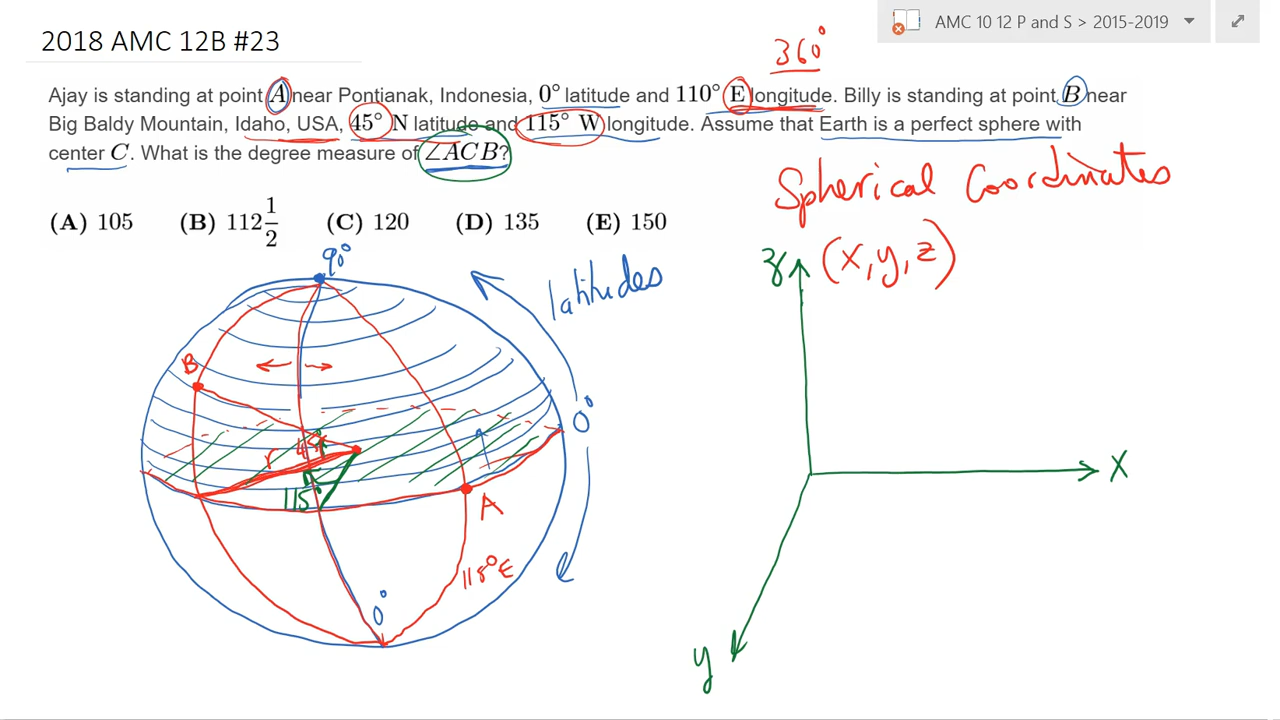 2018 AMC 12B #23
AMC 10 12 P and S > 2015-2019
360°
Ajay is standing at point A near Pontianak, Indonesia, 0° latitude and 110° E longitude. Billy is standing at point B near
Big Baldy Mountain, Idaho, USA, 45° N latitude and 115° W longitude. Assume that Earth is a perfect sphere with
center C. What is the degree measure of ∠ACB?
Spherical Coordinates
(A) 105 (B) 112 1/2 (C) 120 (D) 135 (E) 150
(x, y, z)
90°
latitudes
z
B
0°
45°
r
115°
A
x
110°E
0°
y